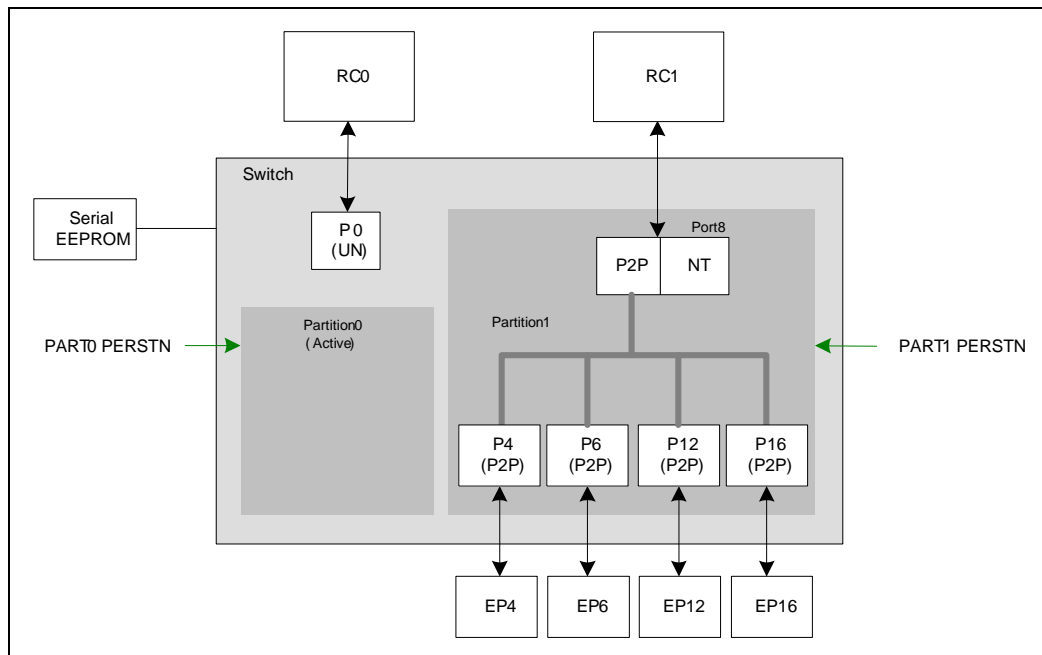 RC0
RC1
Switch
Serial
EEPROM
P0
(UN)
Port8
P2P
NT
Partition0
( Active)
Partition1
PART0 PERSTN
PART1 PERSTN
P4
(P2P)
P6
(P2P)
P12
(P2P)
P16
(P2P)
EP4
EP6
EP12
EP16